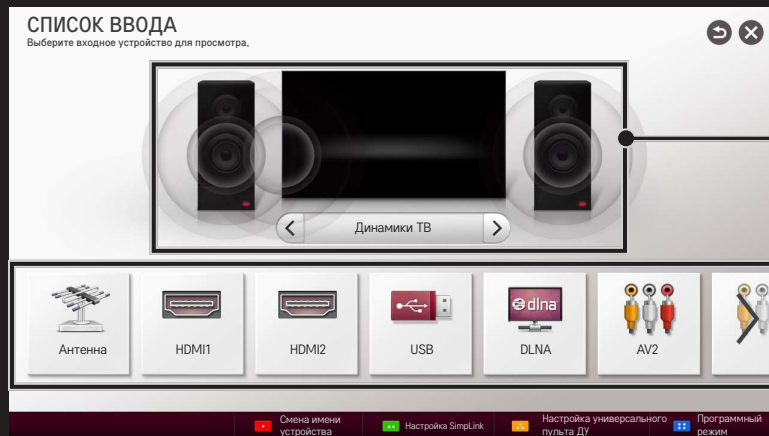 СПИСОК ВВОДА
Выберите входное устройство для просмотра,
Динамики ТВ
Антенна
HDMI1
HDMI2
USB
dlna
DLNA
AV2
Смена имени
устройства
Настройка SimpLink
Настройка универсального
пульта ДУ
Программный
режим